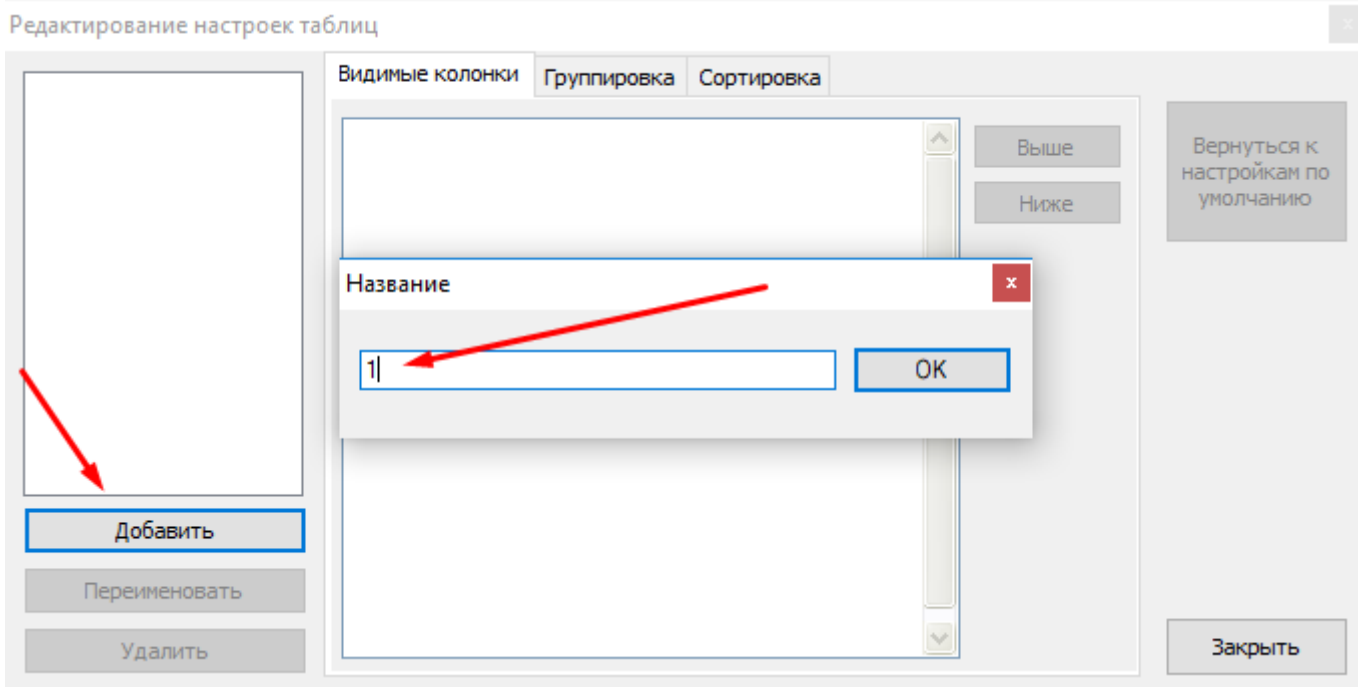 Редактирование настроек таблиц
x
Видимые колонки
Группировка
Сортировка
Выше
Ниже
Вернуться к
настройкам по
умолчанию
Название
x
1
OK
Добавить
Переименовать
Удалить
Закрыть